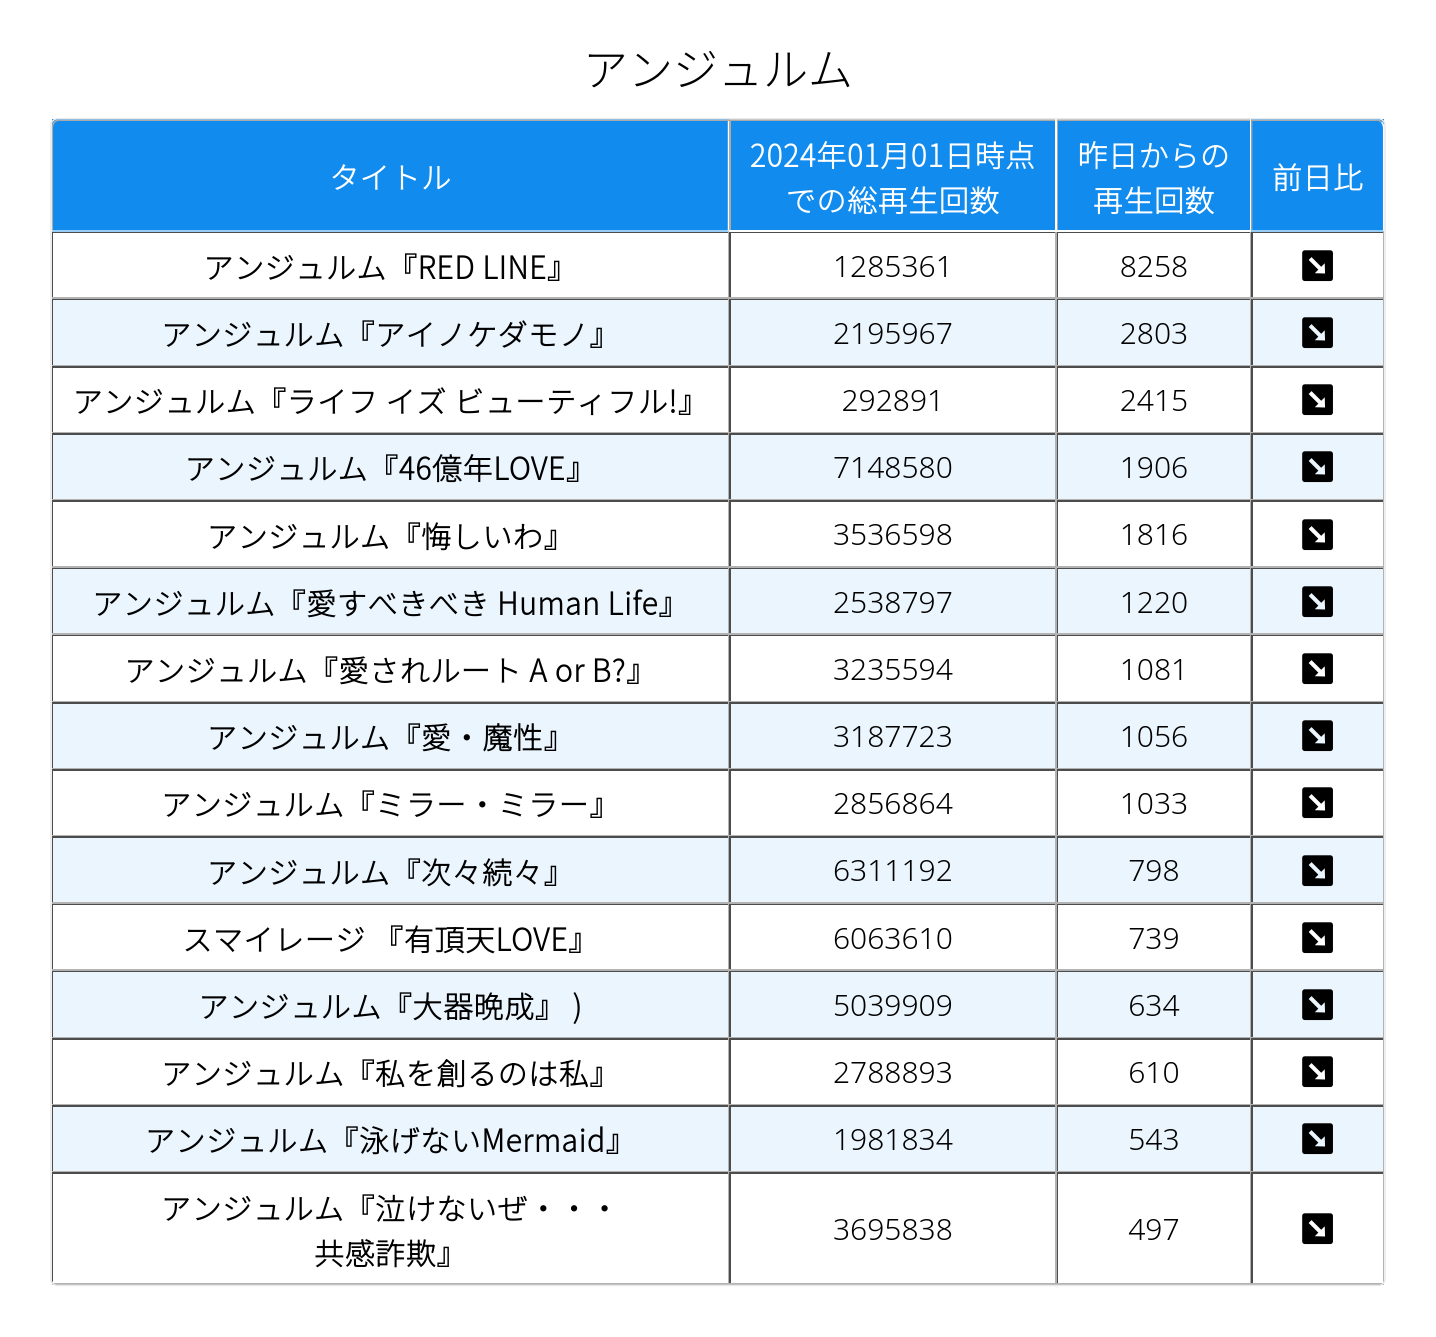 アンジュルム
タイトル
2024年01月01日時点
での総再生回数
昨日からの
再生回数
前日比
アンジュルム『RED LINE』 1285361 8258 ↘
アンジュルム『アイノケダモノ』 2195967 2803 ↘
アンジュルム『ライフ イズ ビューティフル!』 292891 2415 ↘
アンジュルム『46億年LOVE』 7148580 1906 ↘
アンジュルム『悔しいわ』 3536598 1816 ↘
アンジュルム『愛すべきべき Human Life』 2538797 1220 ↘
アンジュルム『愛されルート A or B?』 3235594 1081 ↘
アンジュルム『愛・魔性』 3187723 1056 ↘
アンジュルム『ミラー・ミラー』 2856864 1033 ↘
アンジュルム『次々続々』 6311192 798 ↘
スマイレージ 『有頂天LOVE』 6063610 739 ↘
アンジュルム『大器晩成』 ) 5039909 634 ↘
アンジュルム『私を創るのは私』 2788893 610 ↘
アンジュルム『泳げないMermaid』 1981834 543 ↘
アンジュルム『泣けないぜ・・・
共感詐欺』 3695838 497 ↘